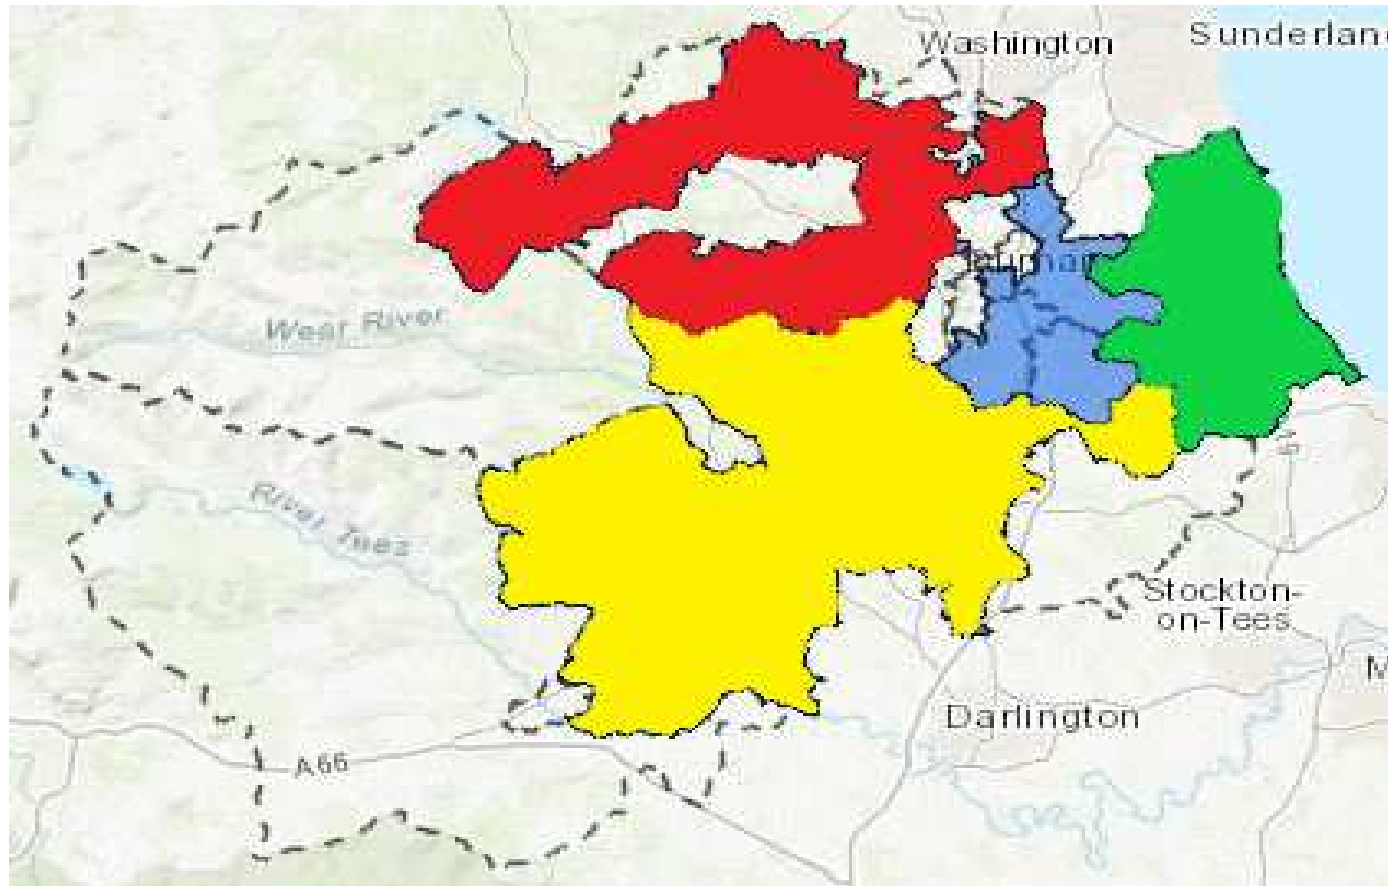 Washington
Sunderlan
Wear River
River Tees
Stockton-
on-Tees
M
Darlington
A66